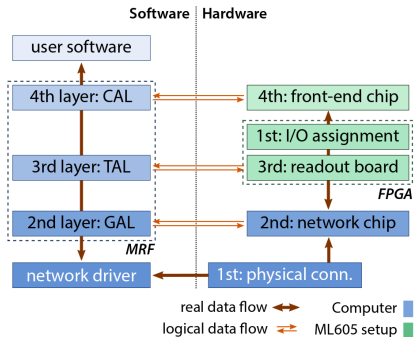 Software Hardware
user software
4th layer: CAL 4th: front-end chip
1st: I/O assignment
3rd layer: TAL 3rd: readout board
FPGA
2nd layer: GAL 2nd: network chip
MRF
network driver 1st: physical conn.
real data flow Computer
logical data flow ML605 setup